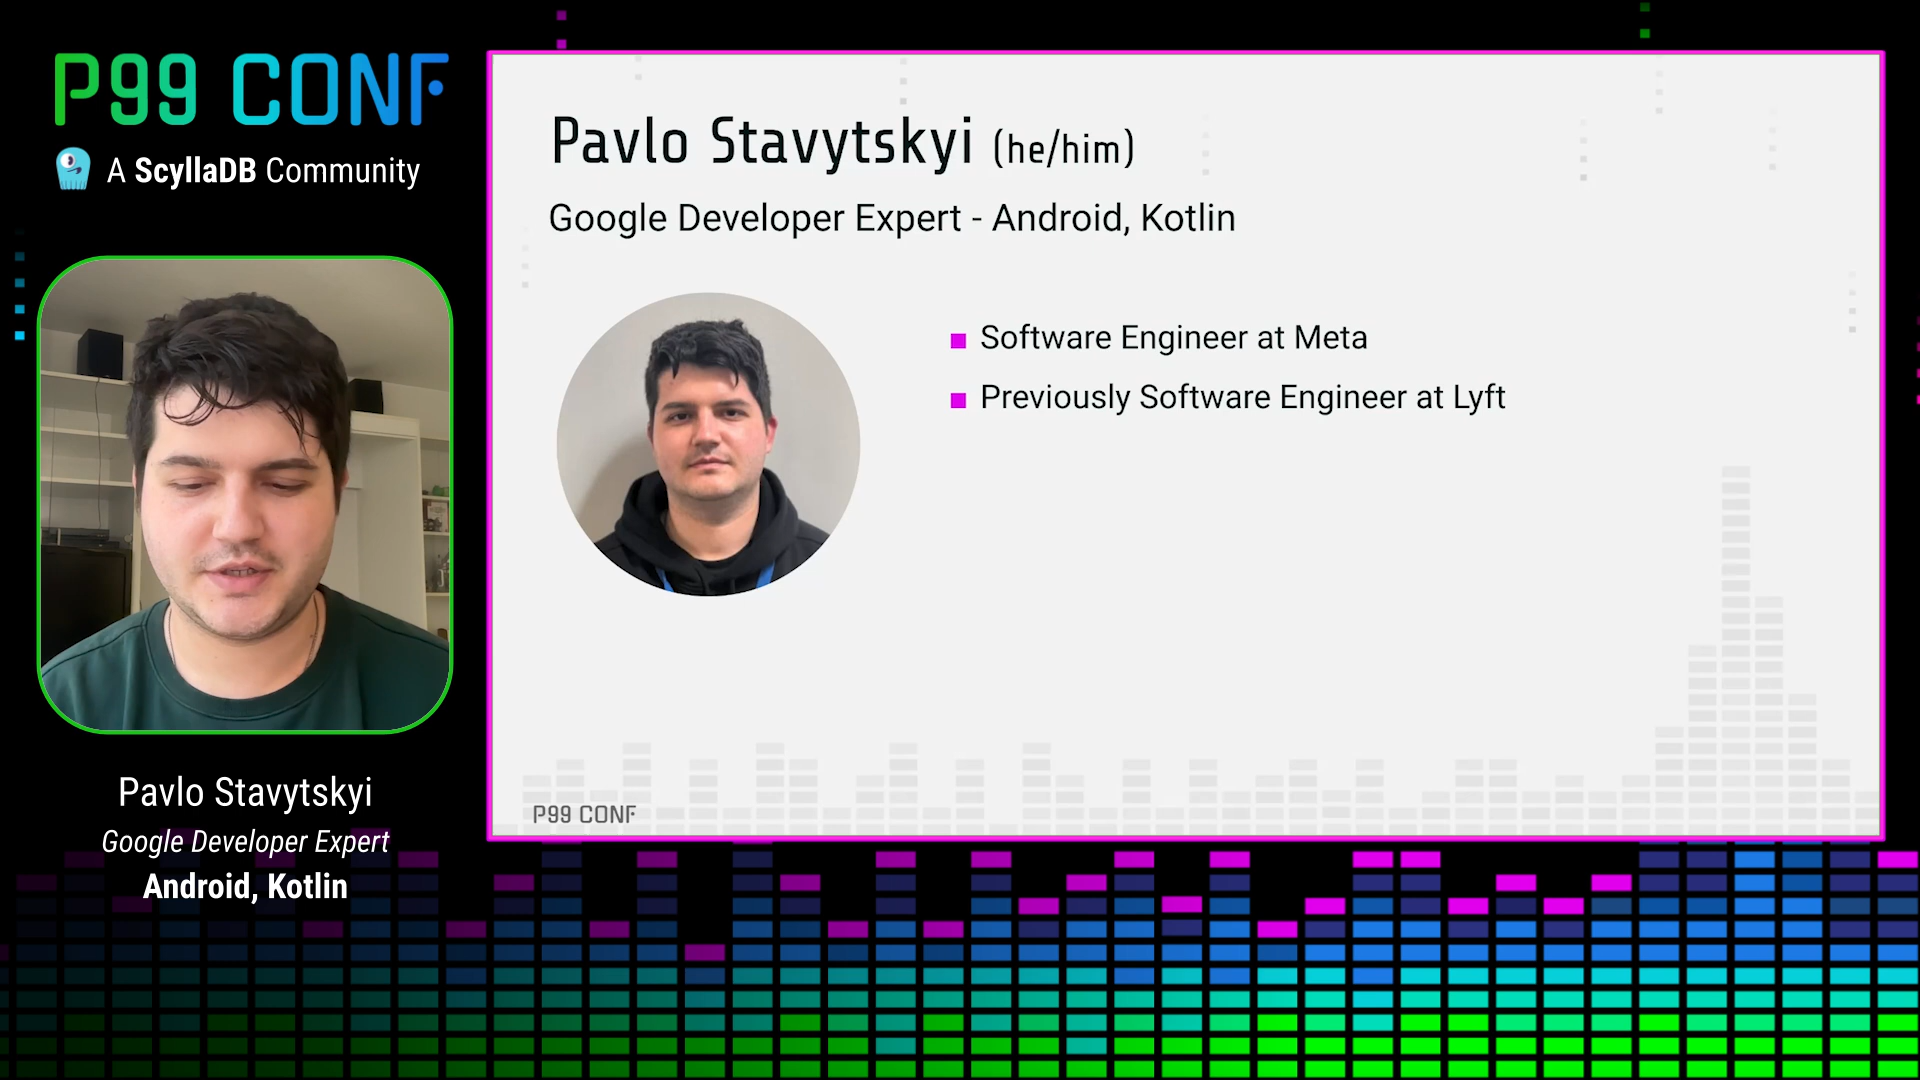 P99 CONF
A ScyllaDB Community
Pavlo Stavytskyi (he/him)
Google Developer Expert - Android, Kotlin
Software Engineer at Meta
Previously Software Engineer at Lyft
P99 CONF
Pavlo Stavytskyi
Google Developer Expert
Android, Kotlin